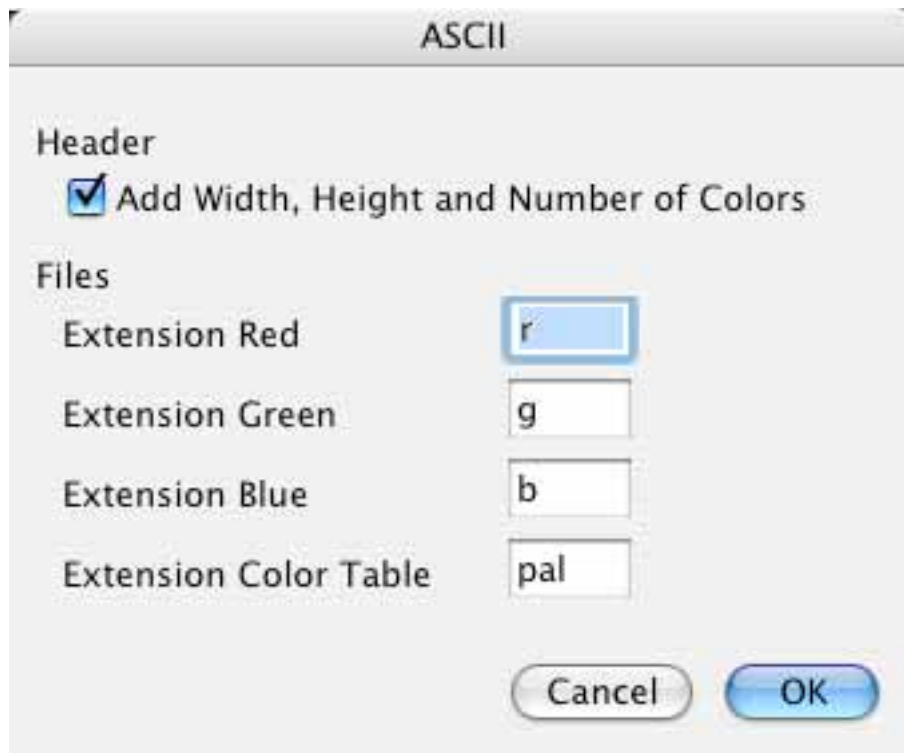 ASCII
Header
Add Width, Height and Number of Colors
Files
Extension Red r
Extension Green g
Extension Blue b
Extension Color Table pal
Cancel OK